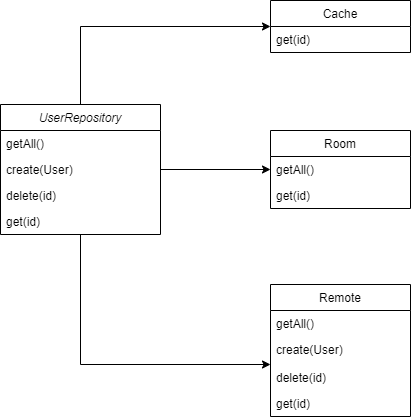 Cache
get(id)
UserRepository
getAll()
create(User)
delete(id)
get(id)
Room
getAll()
get(id)
Remote
getAll()
create(User)
delete(id)
get(id)